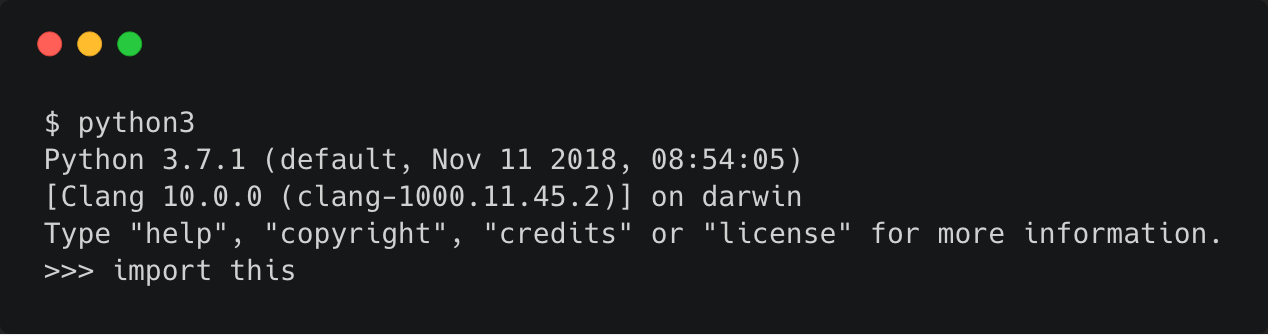 $ python3
Python 3.7.1 (default, Nov 11 2018, 08:54:05)
[Clang 10.0.0 (clang-1000.11.45.2)] on darwin
Type "help", "copyright", "credits" or "license" for more information.
>>> import this